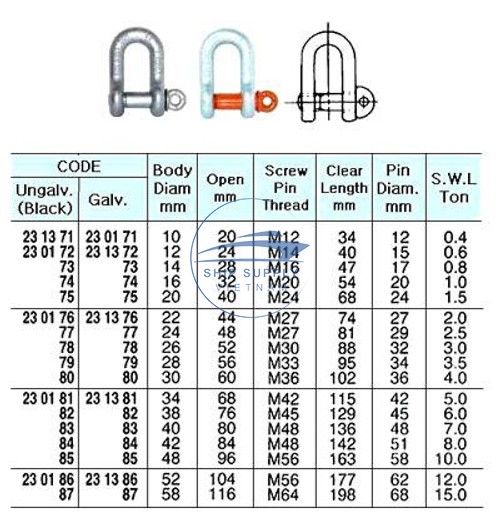 CODE Body Diam mm Open mm Screw Pin Thread Clear Length mm Pin Diam. mm S.W.L Ton
Ungalv. (Black) Galv.
23 13 71 23 01 71 10 20 M12 34 12 0.4
23 01 72 23 13 72 12 24 M14 40 15 0.6
73 73 14 28 M16 47 17 0.8
74 74 16 32 M20 54 20 1.0
75 75 20 40 M24 68 24 1.5
23 01 76 23 13 76 22 44 M27 74 27 2.0
77 77 24 48 M27 81 29 2.5
78 78 26 52 M30 88 32 3.0
79 79 28 56 M33 95 34 3.5
80 80 30 60 M36 102 36 4.0
23 01 81 23 13 81 34 68 M42 115 42 5.0
82 82 38 76 M45 129 45 6.0
83 83 40 80 M48 136 48 7.0
84 84 42 84 M48 142 51 8.0
85 85 48 96 M56 163 58 10.0
23 01 86 23 13 86 52 104 M56 177 62 12.0
87 87 58 116 M64 198 68 15.0
SHIP SUPPLY
VIETNAM